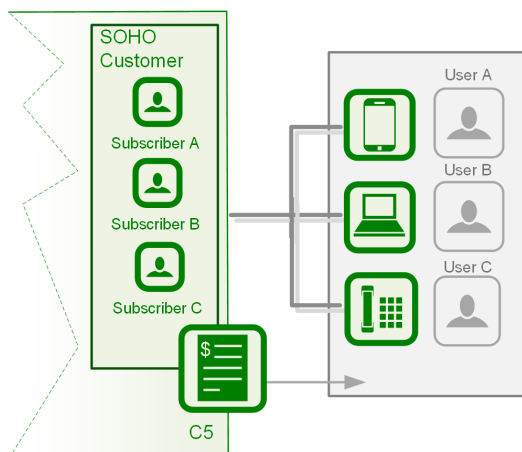 SOHO
Customer
Subscriber A
Subscriber B
Subscriber C
$
C5
User A
User B
User C